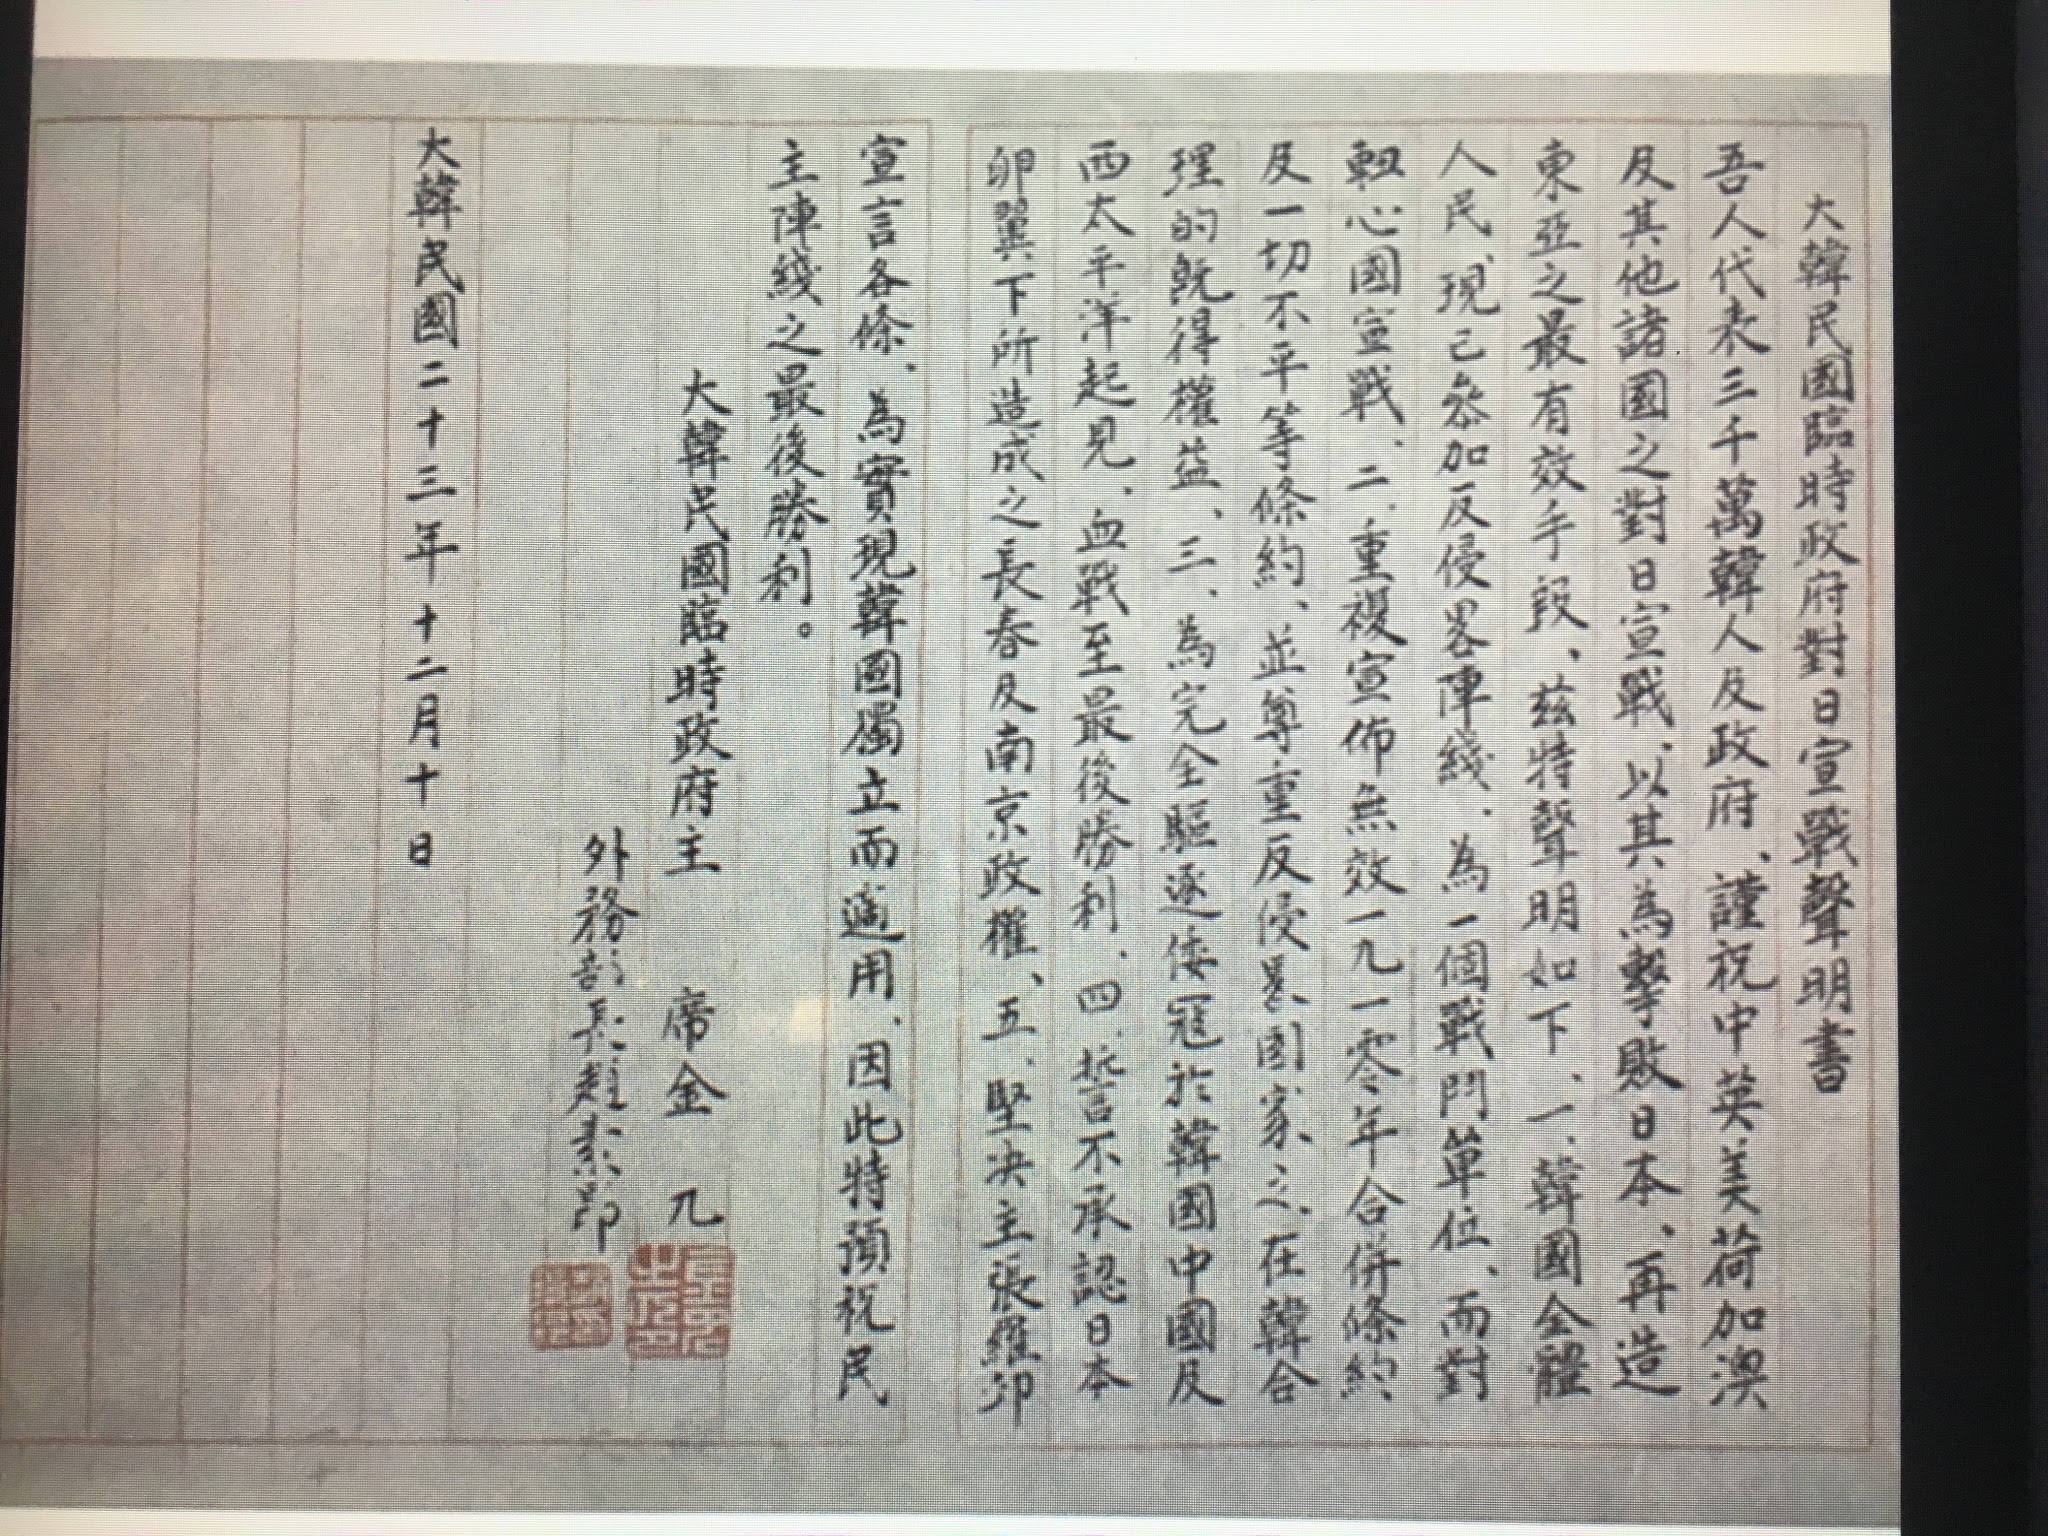 大韓民國臨時政府對日宣戰聲明書
吾人代表三千萬韓人及政府、謹祝中英美荷加澳
及其他諸國之對日宣戰、以其為擊敗日本、再造
東亞之最有效手段、茲特聲明如下、一、韓國全體
人民、現已參加反侵畧陣綫、為一個戰鬥單位、而對
軸心國宣戰、二、重複宣佈無效一九一零年合併條約
及一切不平等條約、並尊重反侵畧國家之、在韓合
理的既得權益、三、為完全驅逐倭寇於韓國中國及
西太平洋起見、血戰至最後勝利、四、誓不承認日本
卵翼下所造成之長春及南京政權、五、堅决主張羅邱
宣言各條、為實現韓國獨立而適用、因此特預祝民
主陣綫之最後勝利。
大韓民國臨時政府主 席 金 九
外務部長趙素昂
大韓民國二十三年十二月十日